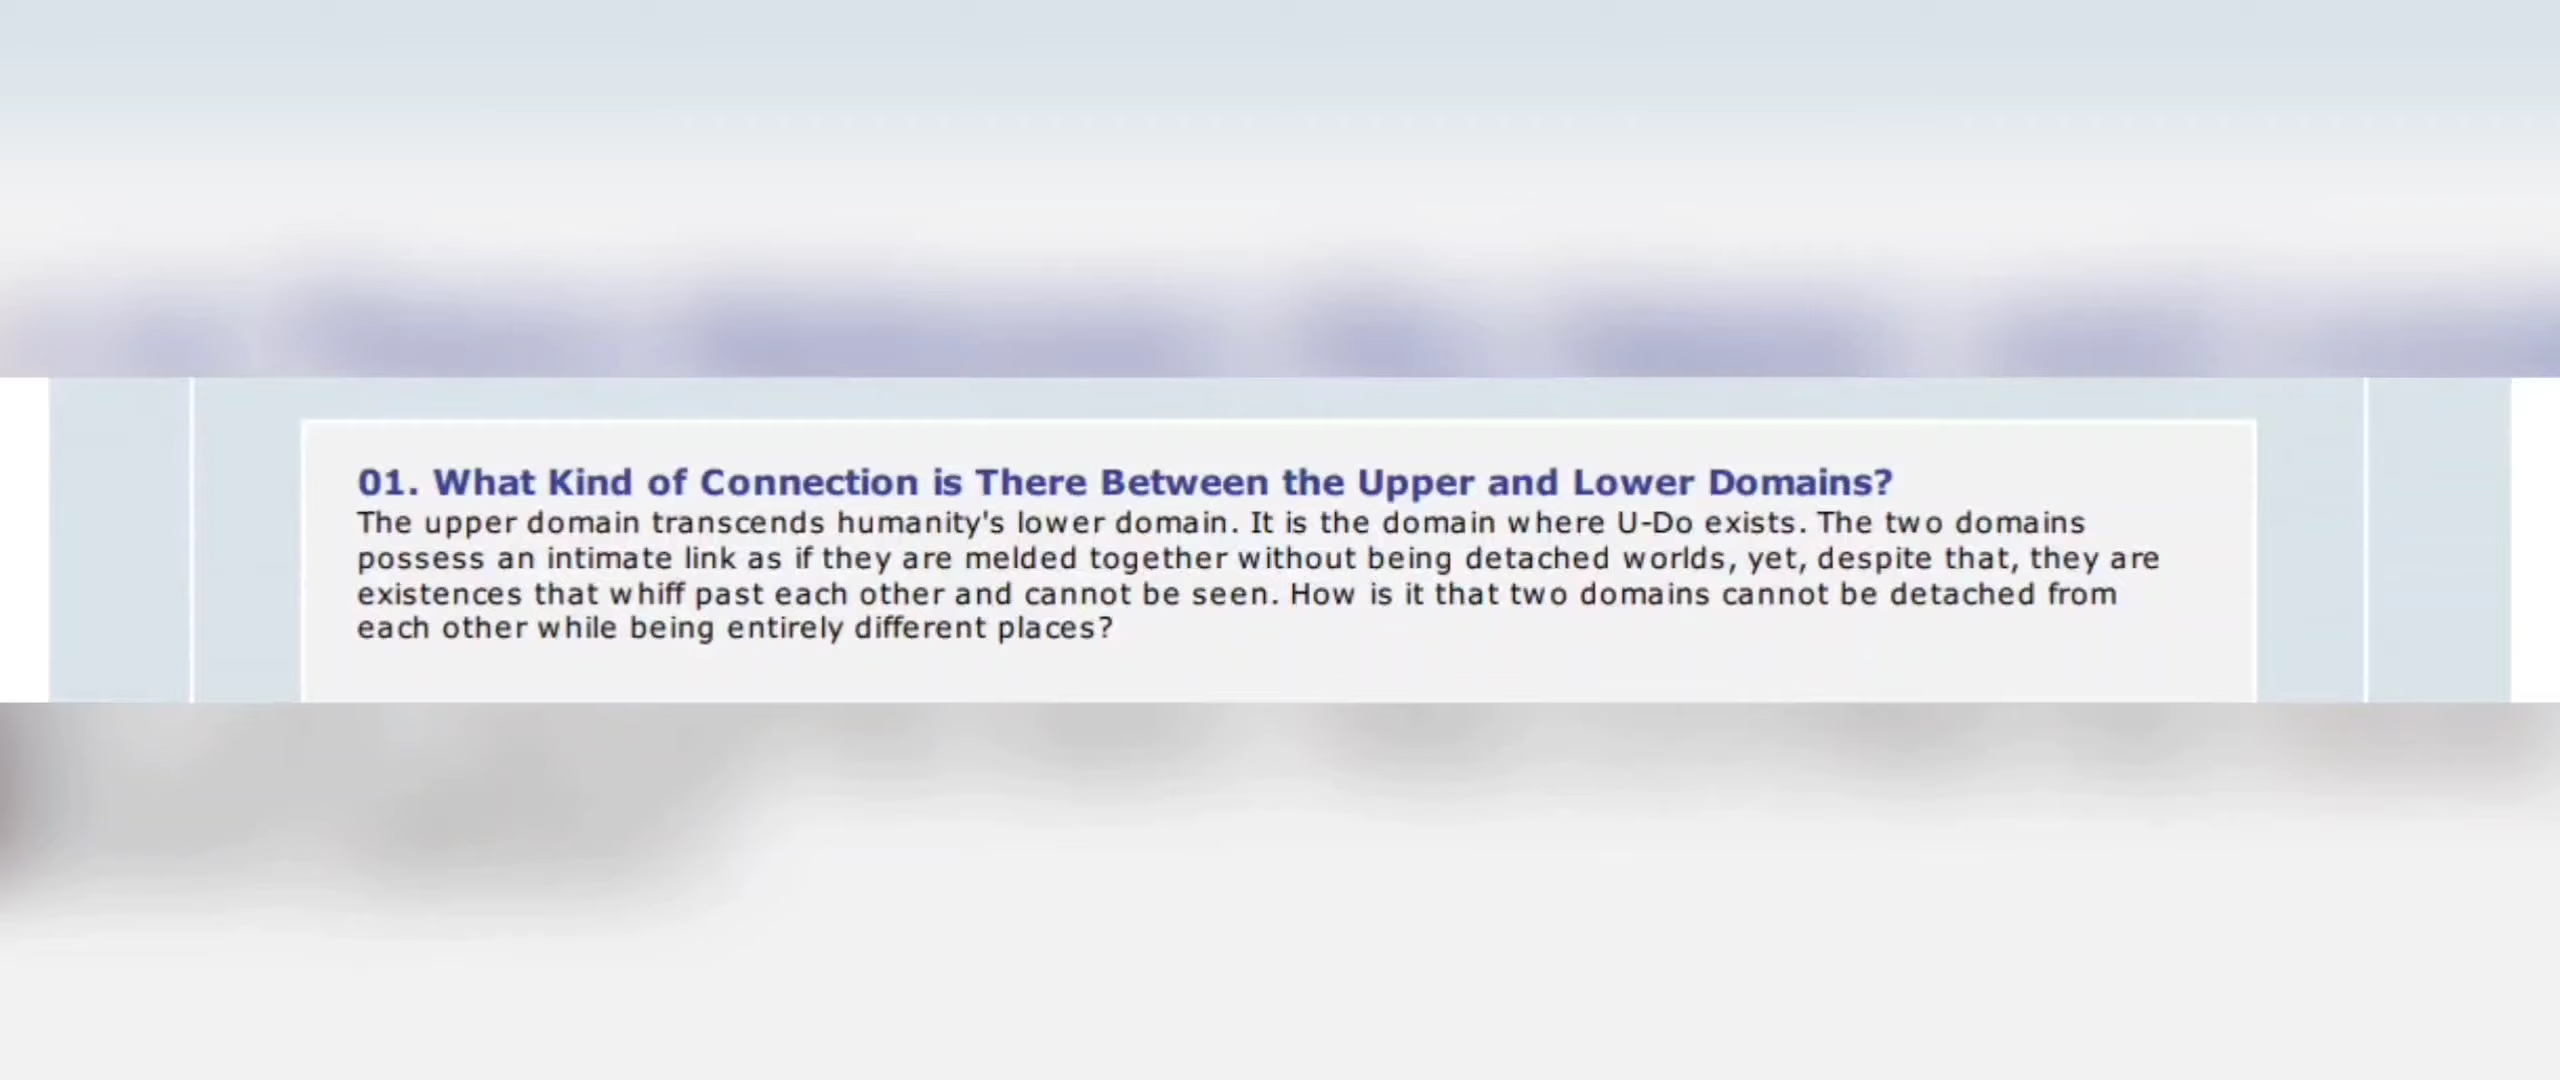 01. What Kind of Connection is There Between the Upper and Lower Domains?
The upper domain transcends humanity's lower domain. It is the domain where U-Do exists. The two domains
possess an intimate link as if they are melded together without being detached worlds, yet, despite that, they are
existences that whiff past each other and cannot be seen. How is it that two domains cannot be detached from
each other while being entirely different places?